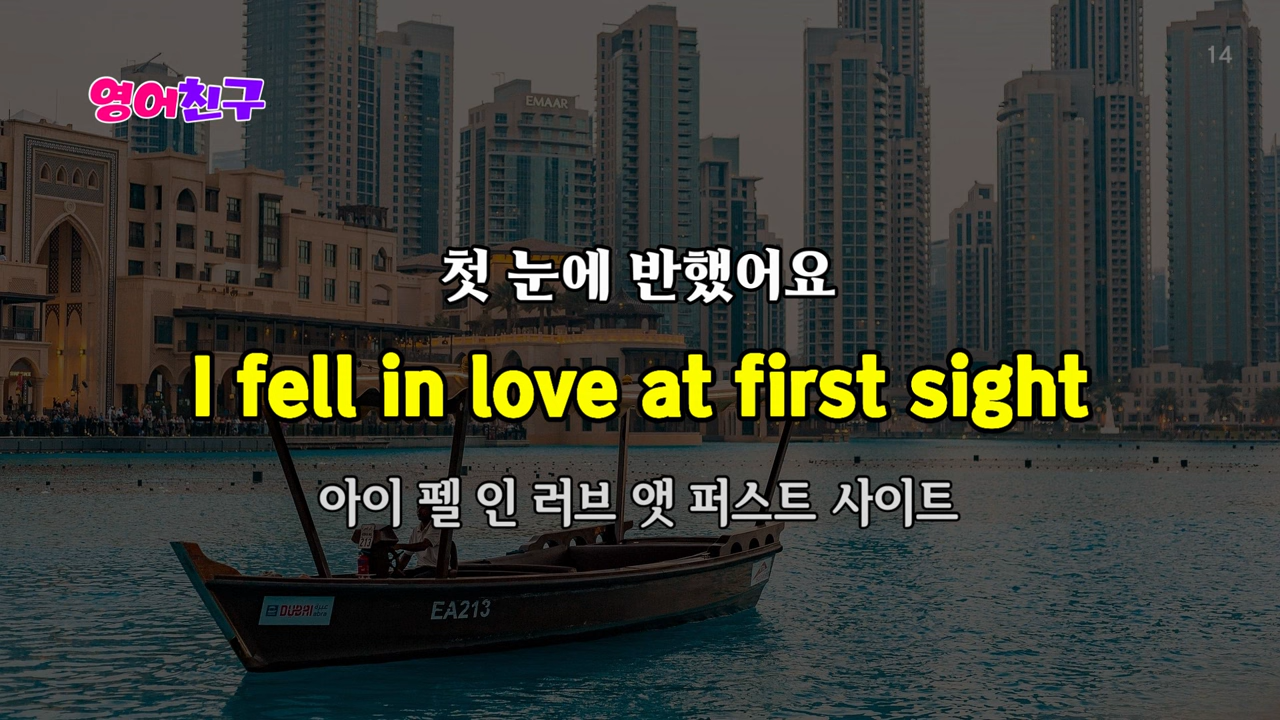 14
영어친구
EMAAR
첫 눈에 반했어요
I fell in love at first sight
아이 펠 인 러브 앳 퍼스트 사이트
DUBAI
EA213